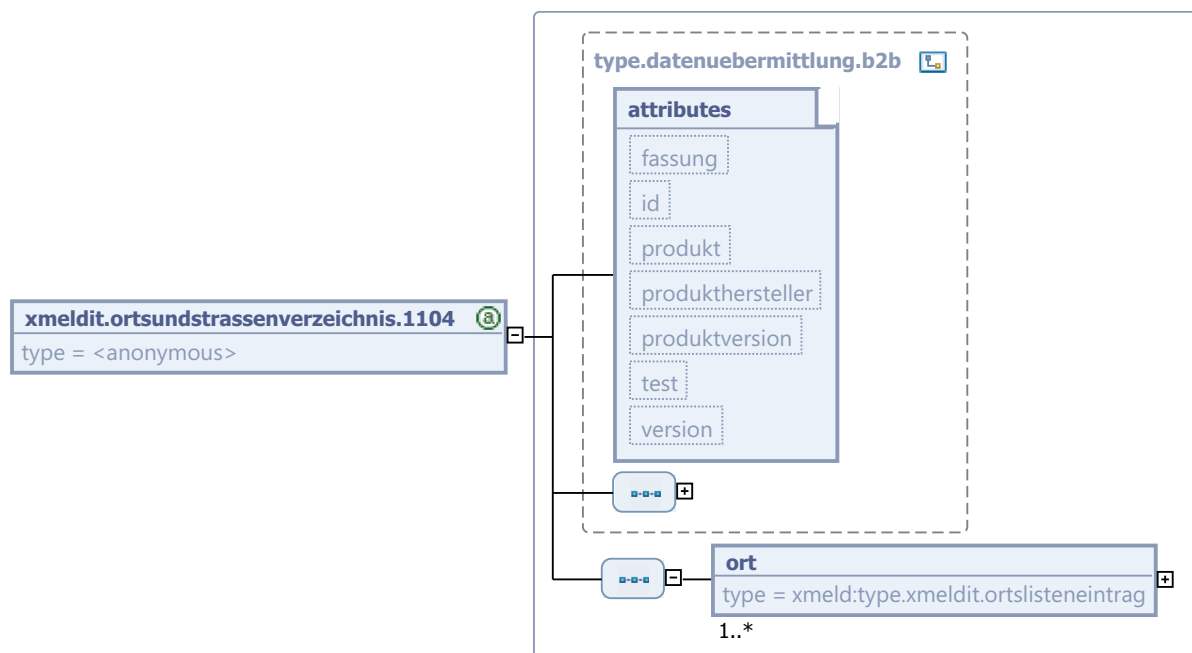 type.datenuebermittlung.b2b
attributes
fassung
id
produkt
produkthersteller
produktversion
test
version
xmeldit.ortsundstrassenverzeichnis.1104 @
type = <anonymous>
ort
type = xmeld:type.xmeldit.ortslisteneintrag
1..*